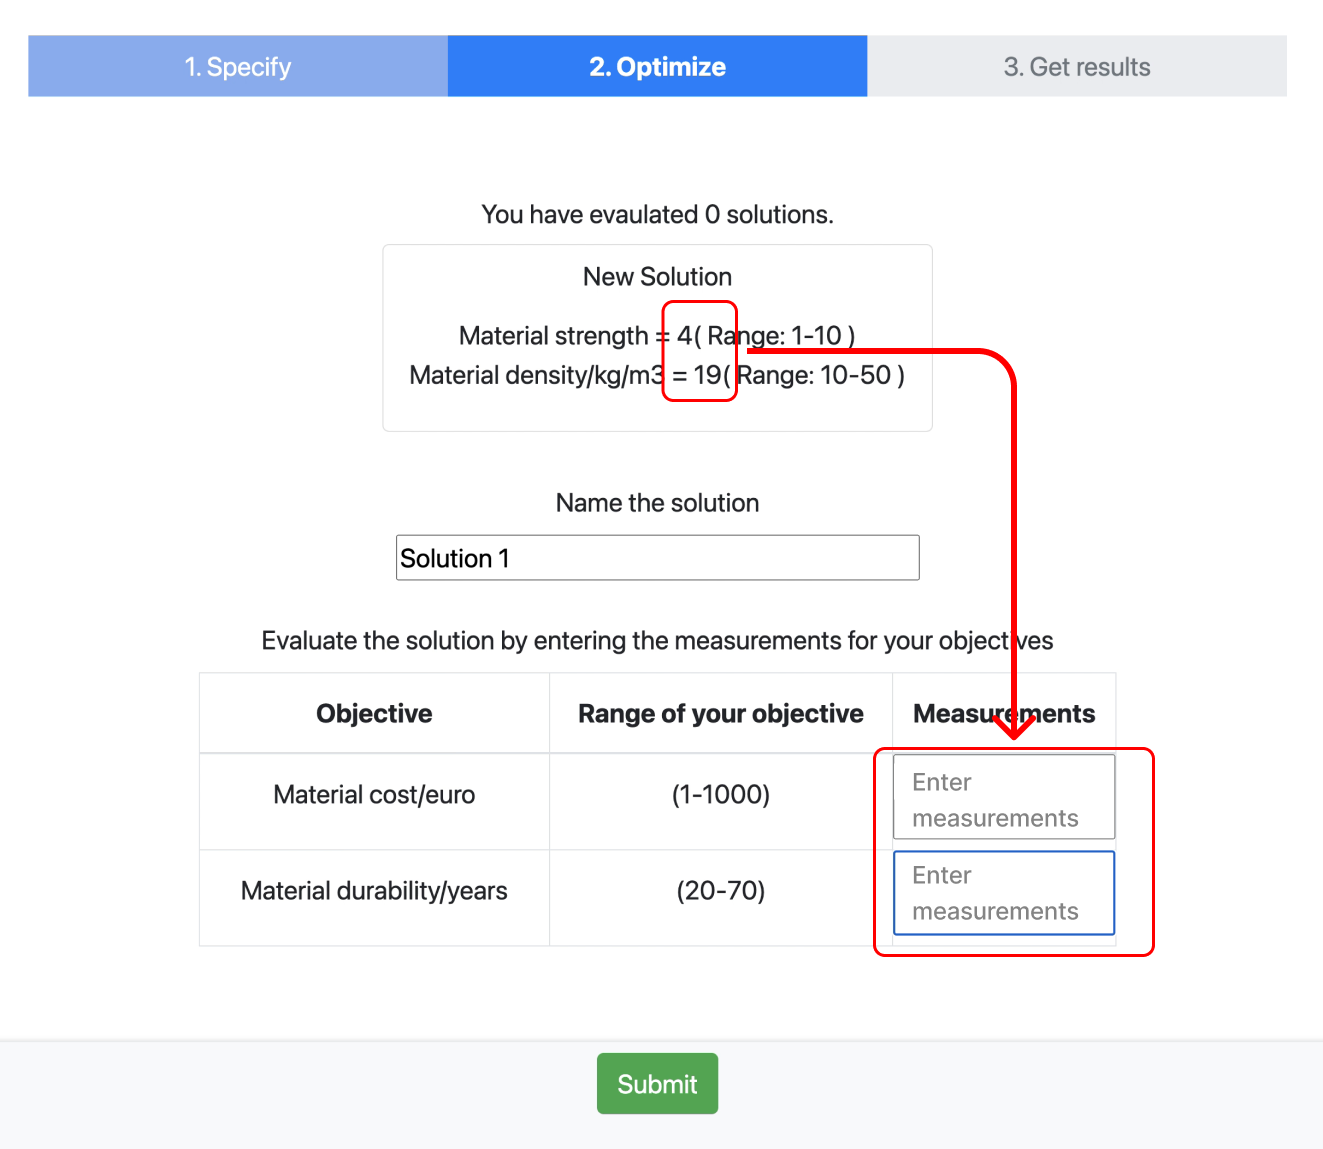 1. Specify
2. Optimize
3. Get results
You have evaulated 0 solutions.
New Solution
Material strength = 4( Range: 1-10 )
Material density/kg/m3 = 19( Range: 10-50 )
Name the solution
Solution 1
Evaluate the solution by entering the measurements for your objectives
Objective
Range of your objective
Measurements
Material cost/euro
(1-1000)
Enter
measurements
Material durability/years
(20-70)
Enter
measurements
Submit